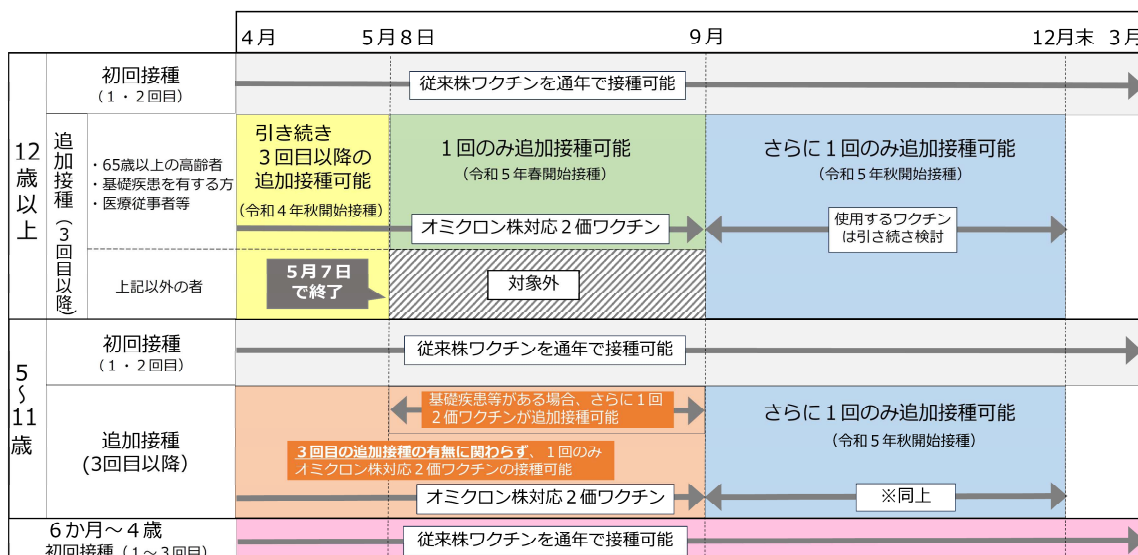 4月 5月8日 9月 12月末 3月
12歳以上
初回接種
(1・2回目)
従来株ワクチンを通年で接種可能
追加接種(3回目以降)
・65歳以上の高齢者
・基礎疾患を有する方
・医療従事者等
引き続き
3回目以降の
追加接種可能
(令和4年秋開始接種)
1回のみ追加接種可能
(令和5年春開始接種)
オミクロン株対応2価ワクチン
さらに1回のみ追加接種可能
(令和5年秋開始接種)
使用するワクチン
は引き続き検討
上記以外の者
5月7日
で終了
対象外
5~11歳
初回接種
(1・2回目)
従来株ワクチンを通年で接種可能
追加接種
(3回目以降)
基礎疾患等がある場合、さらに1回
2価ワクチンが追加接種可能
3回目の追加接種の有無に関わらず、1回のみ
オミクロン株対応2価ワクチンの接種可能
オミクロン株対応2価ワクチン
さらに1回のみ追加接種可能
(令和5年秋開始接種)
※同上
6か月~4歳
初回接種(1~3回目)
従来株ワクチンを通年で接種可能